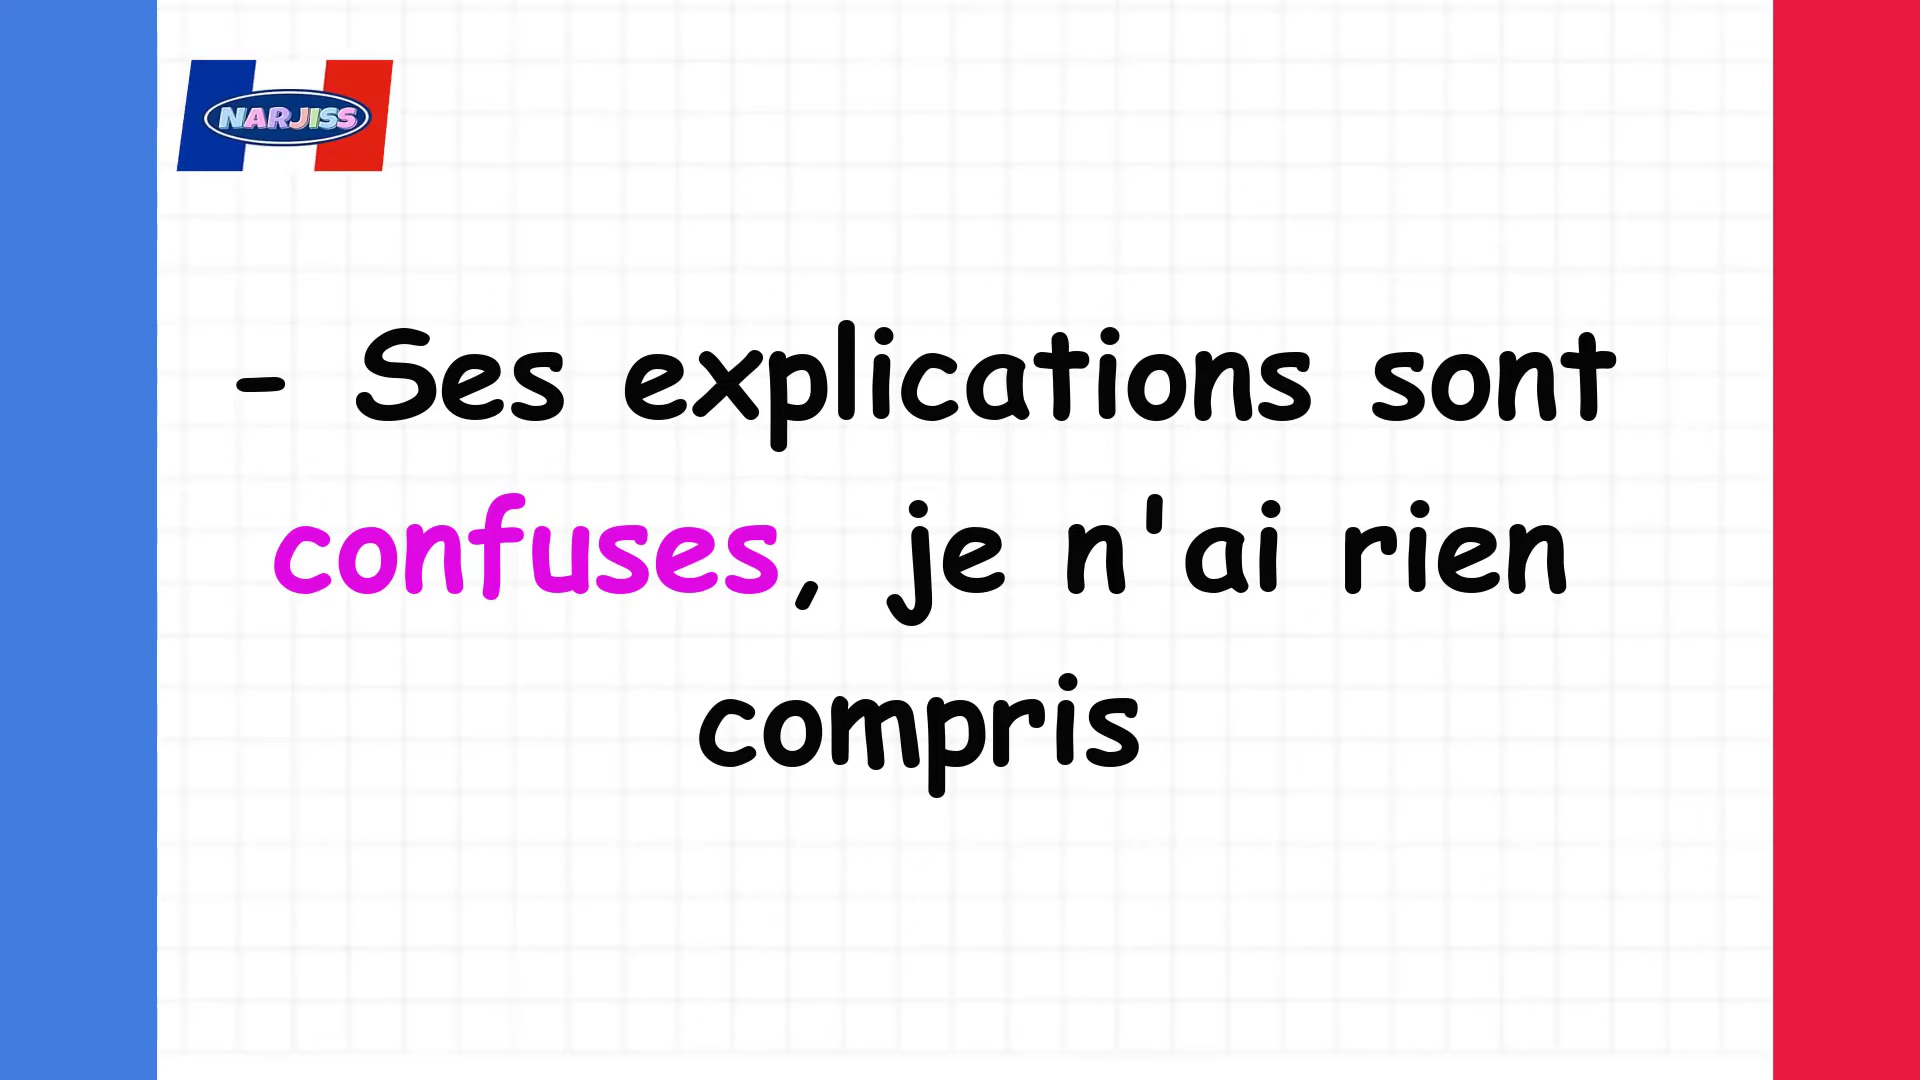 NARJISS
- Ses explications sont
confuses, je n'ai rien
compris